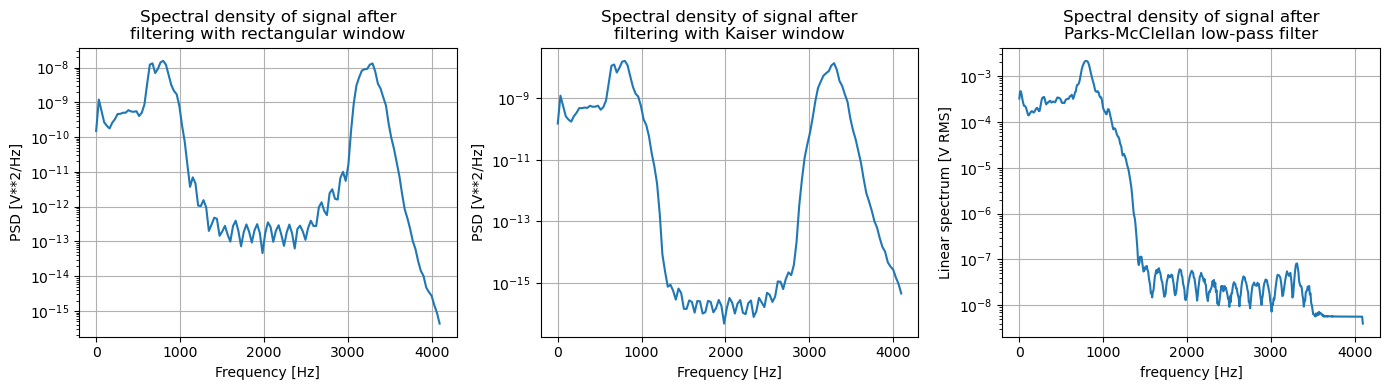 Spectral density of signal after
filtering with rectangular window
PSD [V**2/Hz]
10⁻⁸
10⁻⁹
10⁻¹⁰
10⁻¹¹
10⁻¹²
10⁻¹³
10⁻¹⁴
10⁻¹⁵
0 1000 2000 3000 4000
Frequency [Hz]
Spectral density of signal after
filtering with Kaiser window
PSD [V**2/Hz]
10⁻⁹
10⁻¹¹
10⁻¹³
10⁻¹⁵
0 1000 2000 3000 4000
Frequency [Hz]
Spectral density of signal after
Parks-McClellan low-pass filter
Linear spectrum [V RMS]
10⁻³
10⁻⁴
10⁻⁵
10⁻⁶
10⁻⁷
10⁻⁸
0 1000 2000 3000 4000
frequency [Hz]